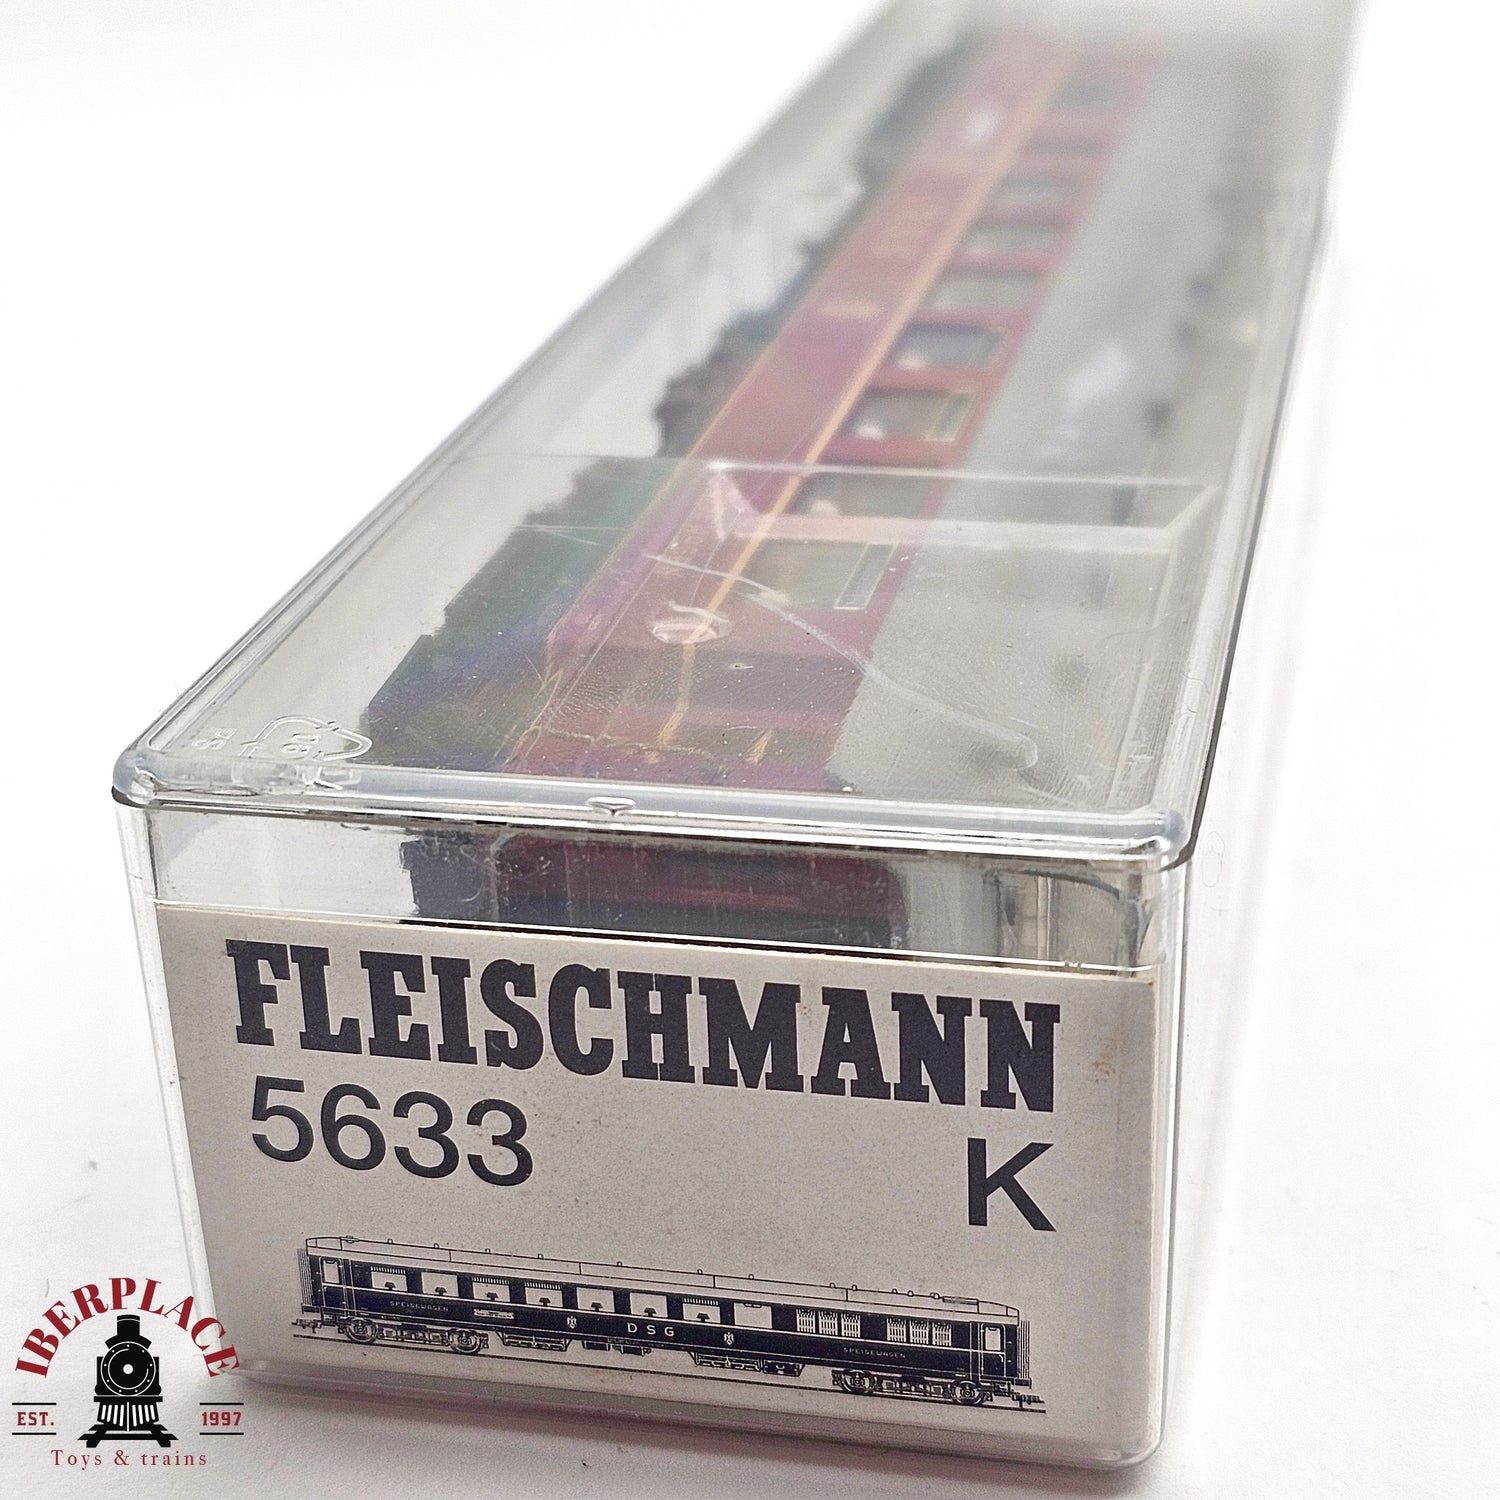 FLEISCHMANN
5633
K
SPEISEWAGEN
DSG
SPEISEWAGEN
IBERPLACE
EST. 1997
Toys & trains